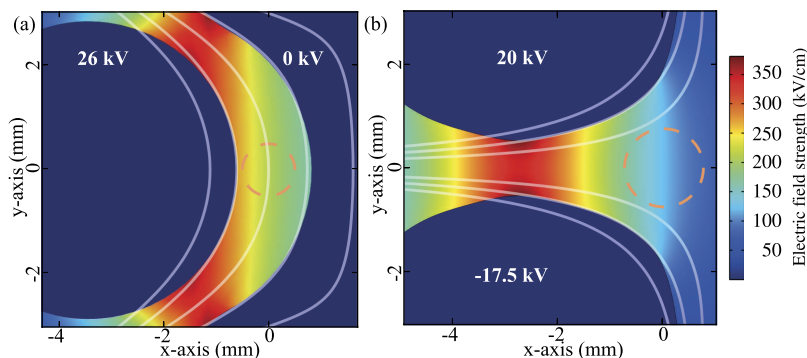 (a)
26 kV
0 kV
2
0
-2
y-axis (mm)
-4
-2
0
x-axis (mm)
(b)
20 kV
-17.5 kV
2
0
-2
y-axis (mm)
-4
-2
0
x-axis (mm)
350
300
250
200
150
100
50
Electric field strength (kV/cm)